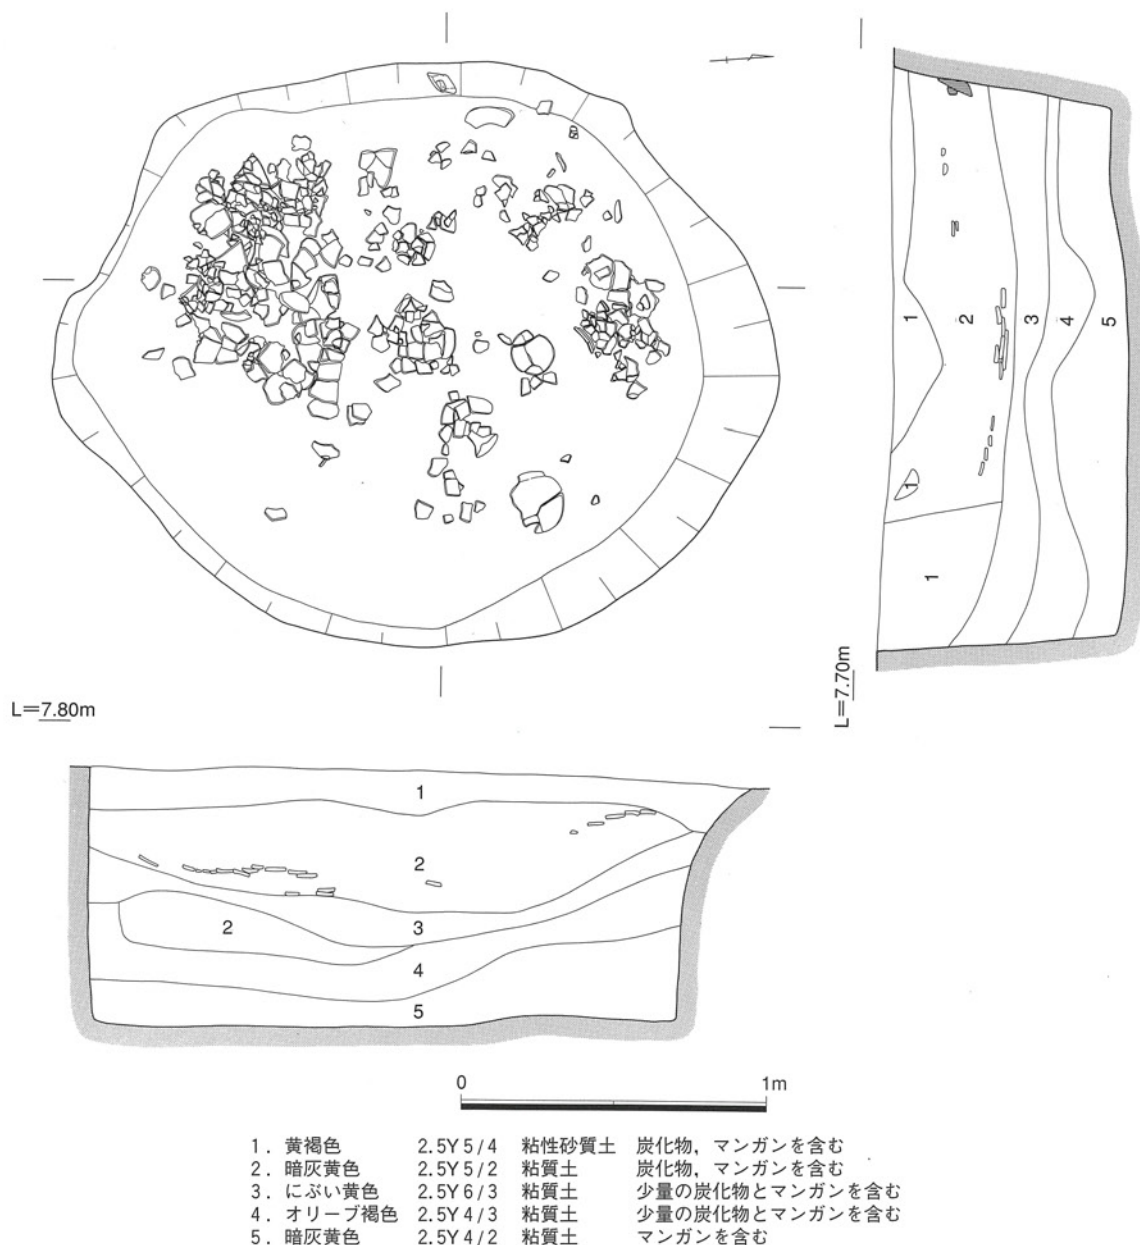 1
2
3
4
5
1
1
L=7.70m
L=7.80m
1
2
2
3
4
5
0 1m
1. 黄褐色 2.5Y 5/4 粘性砂質土 炭化物，マンガンを含む
2. 暗灰黄色 2.5Y 5/2 粘質土 炭化物，マンガンを含む
3. にぶい黄色 2.5Y 6/3 粘質土 少量の炭化物とマンガンを含む
4. オリーブ褐色 2.5Y 4/3 粘質土 少量の炭化物とマンガンを含む
5. 暗灰黄色 2.5Y 4/2 粘質土 マンガンを含む